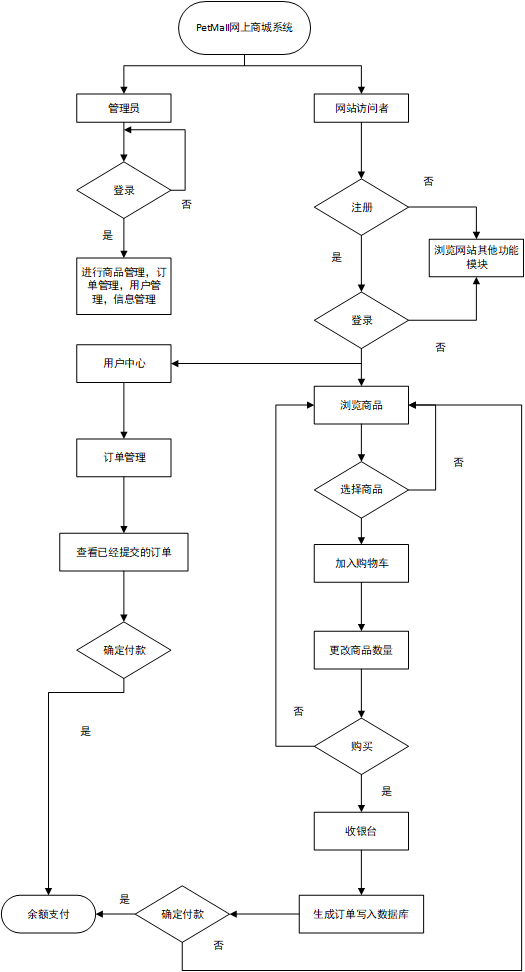 PetMall网上商城系统
管理员
网站访问者
登录
否
注册
否
是
进行商品管理，订
单管理，用户管
理，信息管理
是
浏览网站其他功能
模块
登录
否
用户中心
浏览商品
订单管理
否
选择商品
查看已经提交的订单
加入购物车
确定付款
更改商品数量
否
是
购买
是
收银台
是
余额支付
确定付款
生成订单写入数据库
否